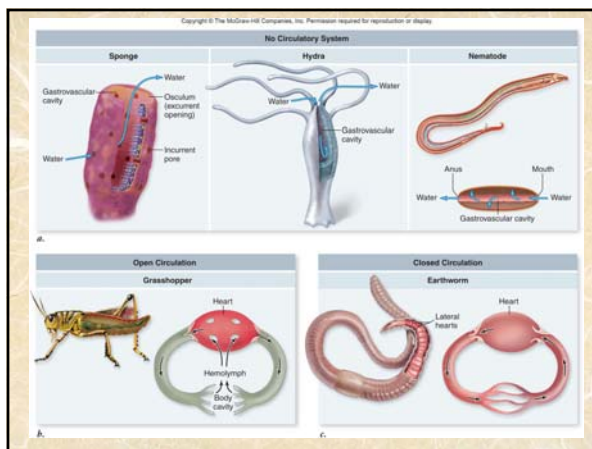 Copyright © The McGraw-Hill Companies, Inc. Permission required for reproduction or display.
No Circulatory System
Sponge
Hydra
Nematode
Gastrovascular
cavity
Water
Osculum
(excurrent
opening)
Incurrent
pore
Water
Water
Water
Gastrovascular
cavity
Anus
Mouth
Water
Water
Gastrovascular cavity
a.
Open Circulation
Grasshopper
Heart
Hemolymph
Body
cavity
b.
Closed Circulation
Earthworm
Lateral
hearts
Heart
c.